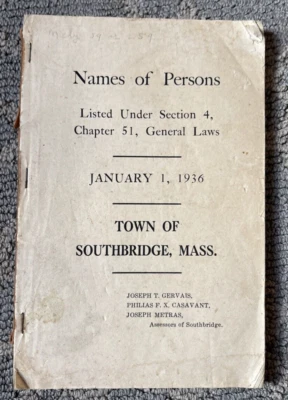 Names of Persons
Listed Under Section 4,
Chapter 51, General Laws
JANUARY 1, 1936
TOWN OF
SOUTHBRIDGE, MASS.
JOSEPH T. GERVAIS,
PHILIAS F. X. CASAVANT,
JOSEPH METRAS,
Assessors of Southbridge.